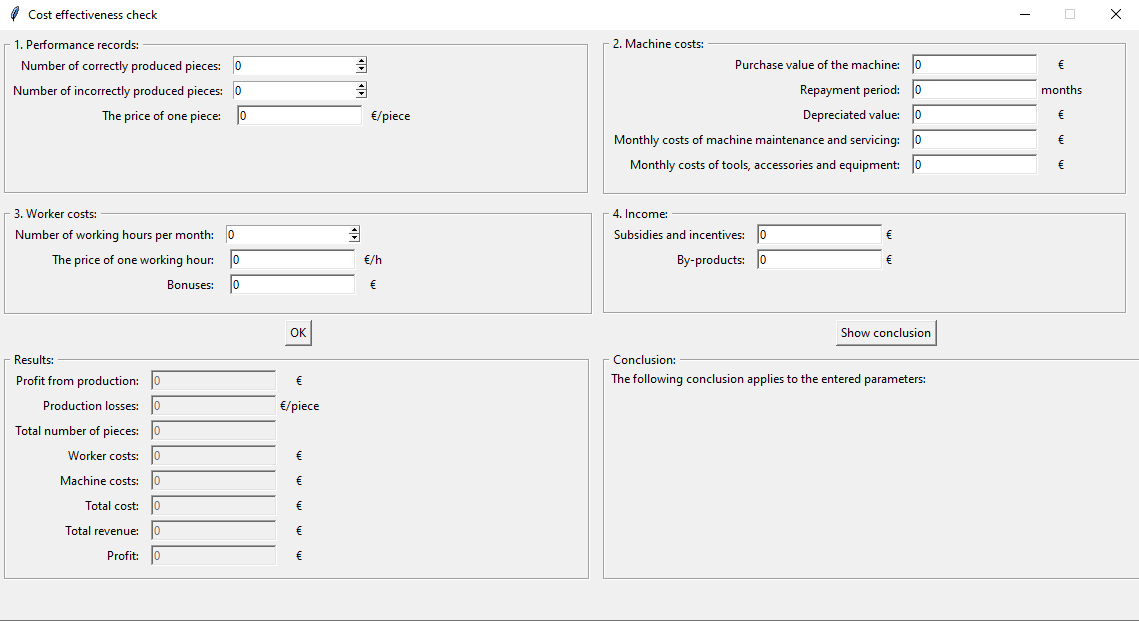 Cost effectiveness check
1. Performance records:
Number of correctly produced pieces: 0
Number of incorrectly produced pieces: 0
The price of one piece: 0 €/piece
2. Machine costs:
Purchase value of the machine: 0 €
Repayment period: 0 months
Depreciated value: 0 €
Monthly costs of machine maintenance and servicing: 0 €
Monthly costs of tools, accessories and equipment: 0 €
3. Worker costs:
Number of working hours per month: 0
The price of one working hour: 0 €/h
Bonuses: 0 €
4. Income:
Subsidies and incentives: 0 €
By-products: 0 €
OK
Show conclusion
Results:
Profit from production: 0 €
Production losses: 0 €/piece
Total number of pieces: 0
Worker costs: 0 €
Machine costs: 0 €
Total cost: 0 €
Total revenue: 0 €
Profit: 0 €
Conclusion:
The following conclusion applies to the entered parameters: